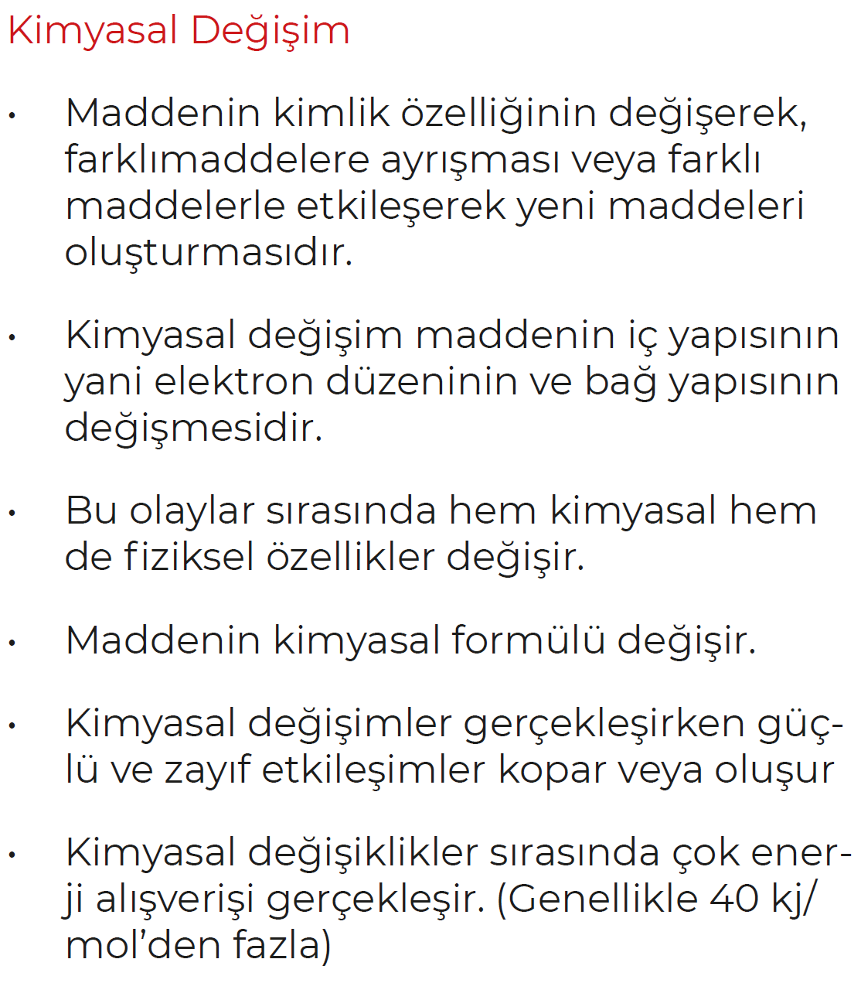 Kimyasal Değişim
• Maddenin kimlik özelliğinin değişerek,
farklımaddelere ayrışması veya farklı
maddelerle etkileşerek yeni maddeleri
oluşturmasıdır.
• Kimyasal değişim maddenin iç yapısının
yani elektron düzeninin ve bağ yapısının
değişmesidir.
• Bu olaylar sırasında hem kimyasal hem
de fiziksel özellikler değişir.
• Maddenin kimyasal formülü değişir.
• Kimyasal değişimler gerçekleşirken güç-
lü ve zayıf etkileşimler kopar veya oluşur
• Kimyasal değişiklikler sırasında çok ener-
ji alışverişi gerçekleşir. (Genellikle 40 kj/
mol’den fazla)